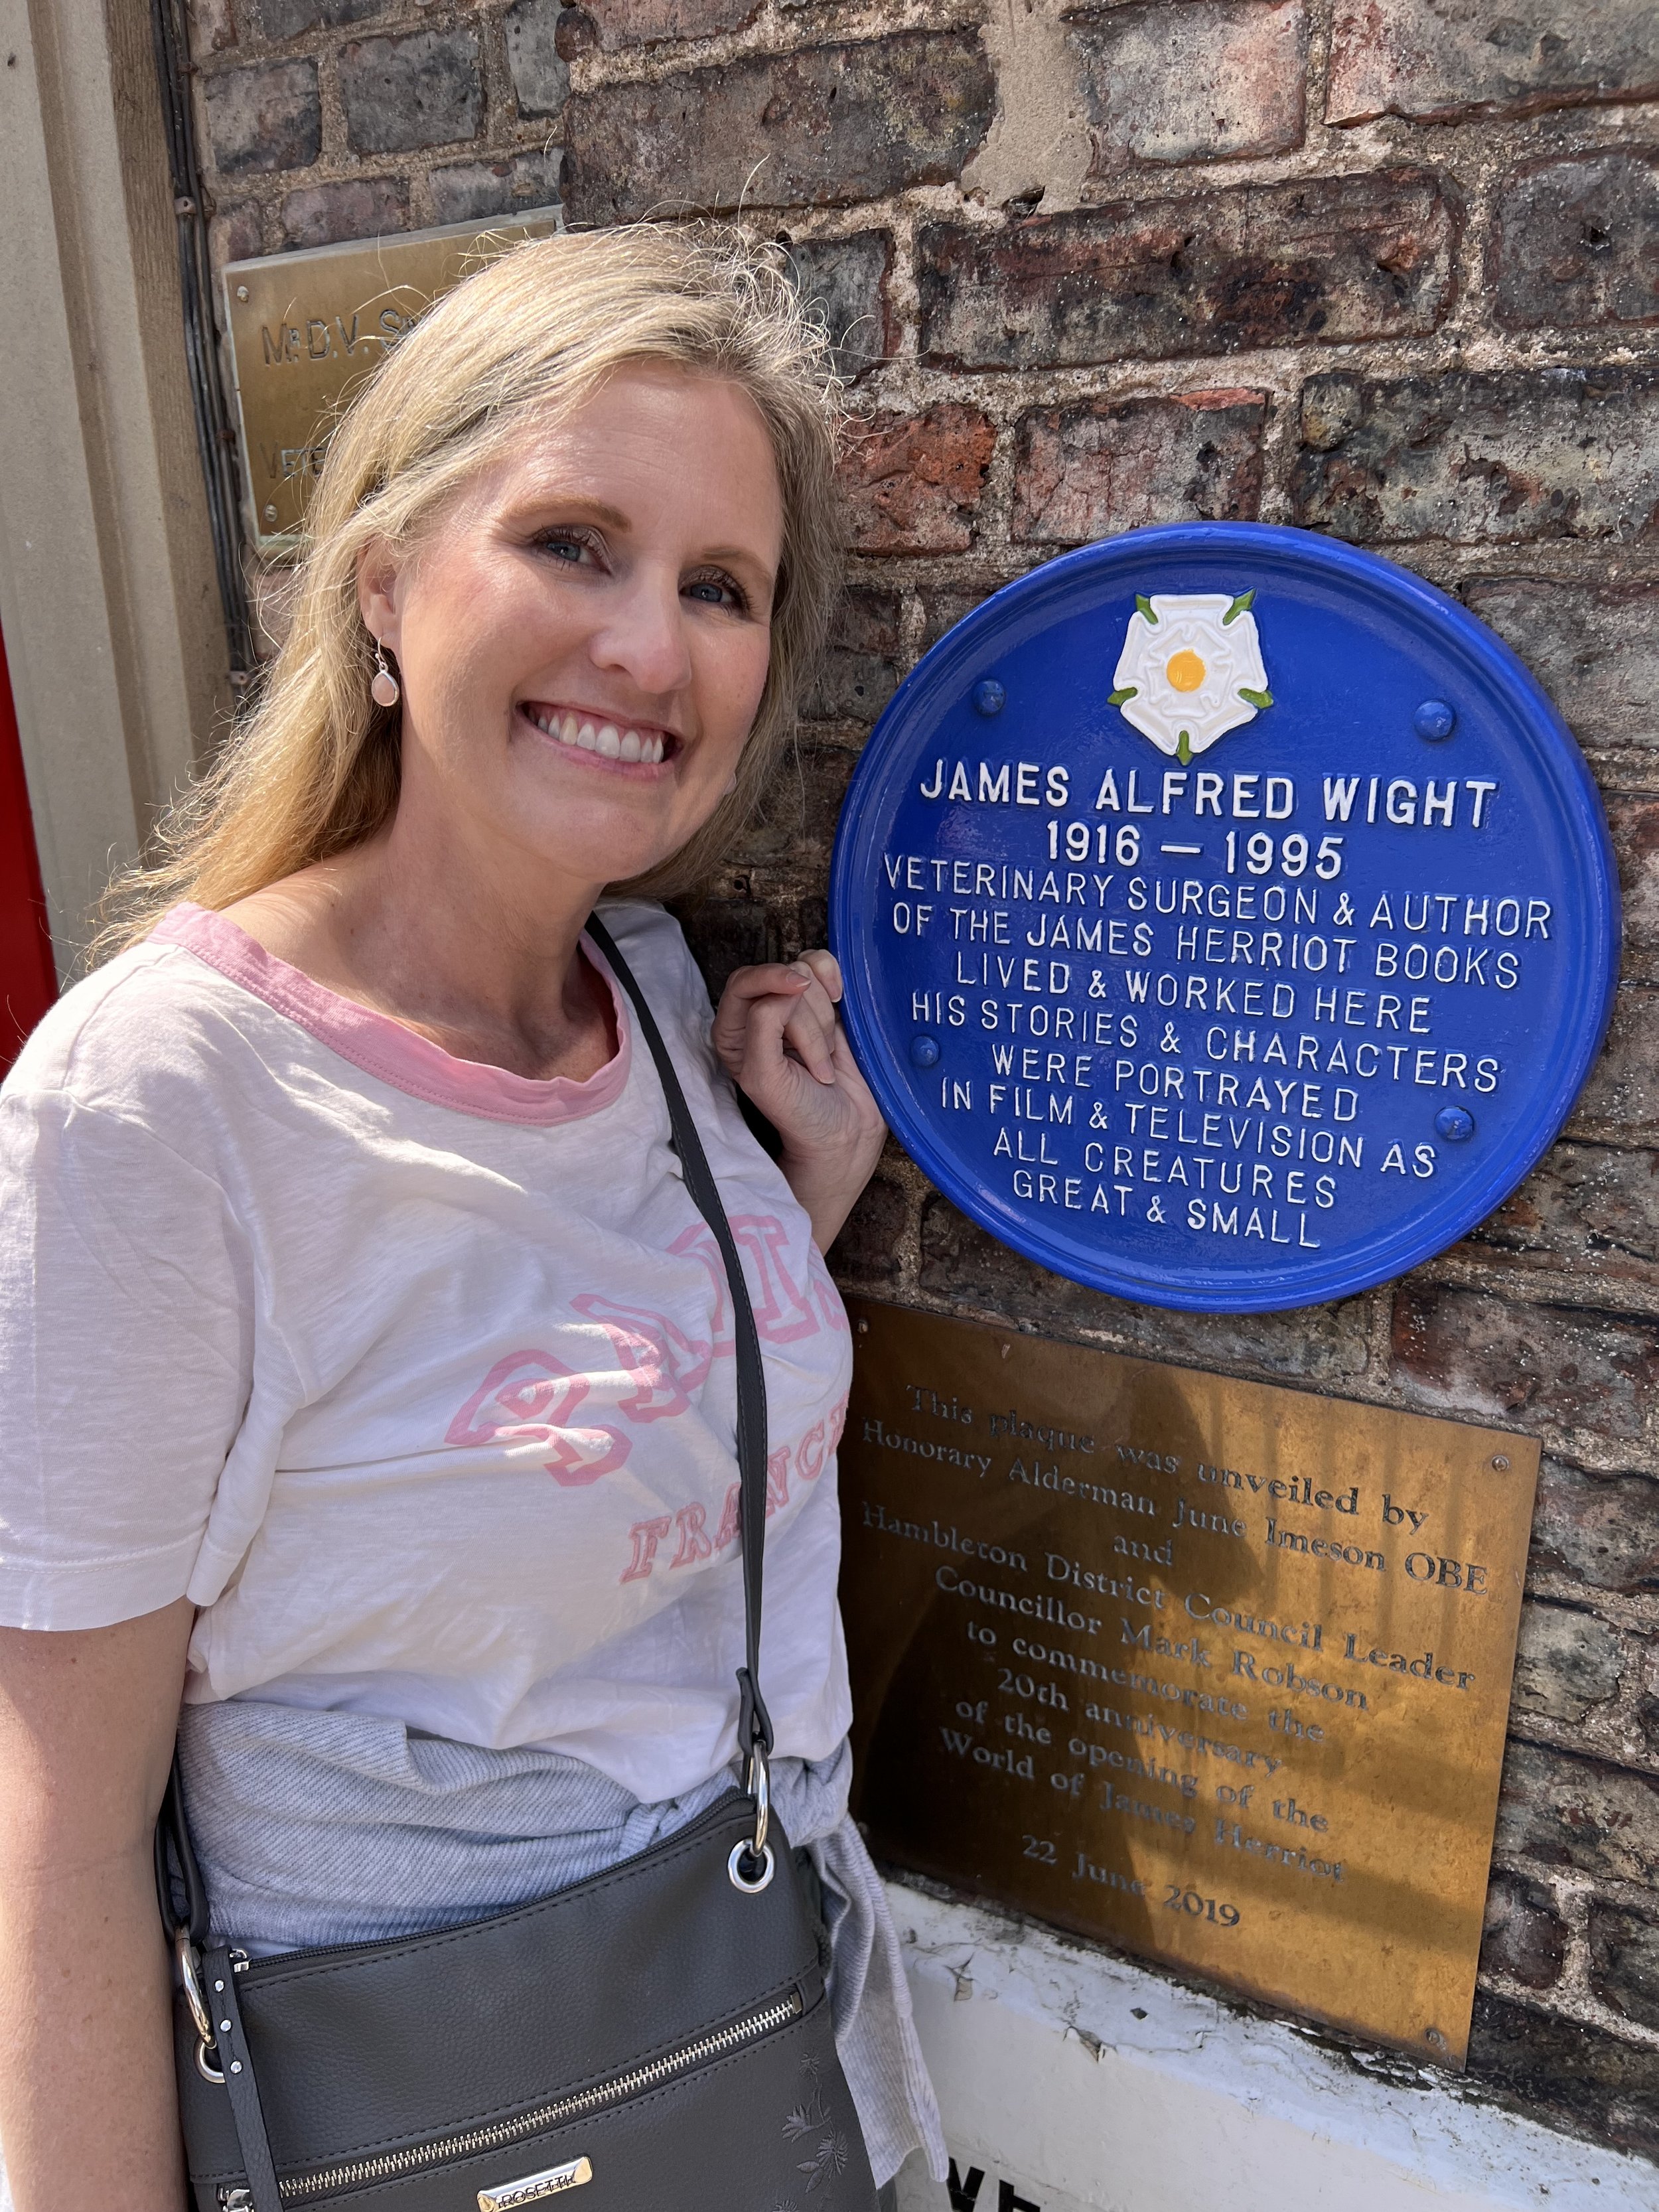 MR D.V. S
VETE
JAMES ALFRED WIGHT
1916 — 1995
VETERINARY SURGEON & AUTHOR
OF THE JAMES HERRIOT BOOKS
LIVED & WORKED HERE
HIS STORIES & CHARACTERS
WERE PORTRAYED
IN FILM & TELEVISION AS
ALL CREATURES
GREAT & SMALL
This plaque was unveiled by
Honorary Alderman June Imeson OBE
and
Hambleton District Council Leader
Councillor Mark Robson
to commemorate the
20th anniversary
of the opening of the
World of James Herriot
22 June 2019
FRANCE
ROSETTI